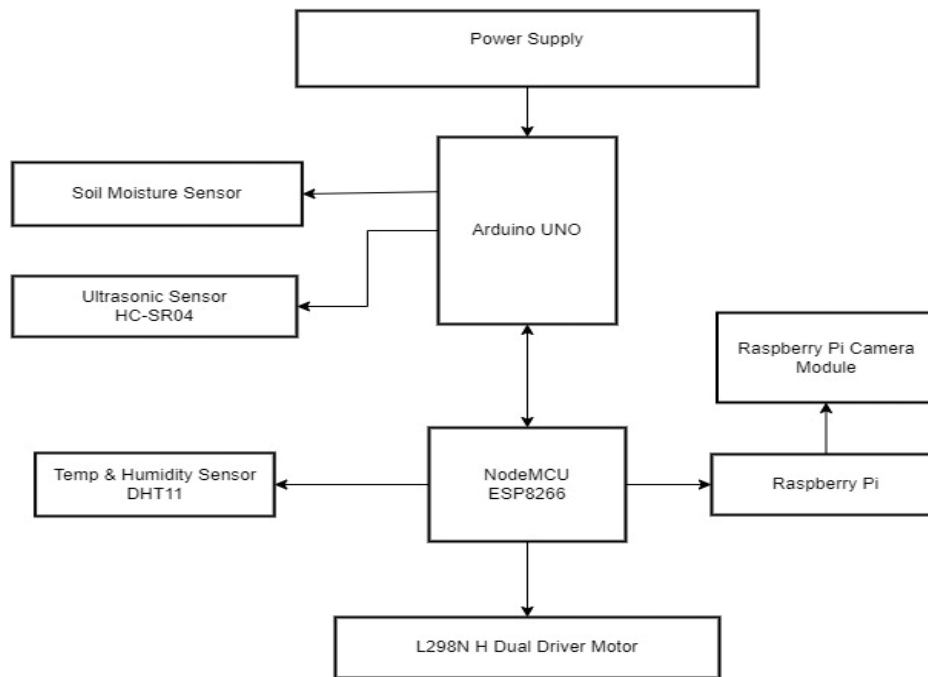 Power Supply
Soil Moisture Sensor
Arduino UNO
Ultrasonic Sensor
HC-SR04
Raspberry Pi Camera
Module
Temp & Humidity Sensor
DHT11
NodeMCU
ESP8266
Raspberry Pi
L298N H Dual Driver Motor